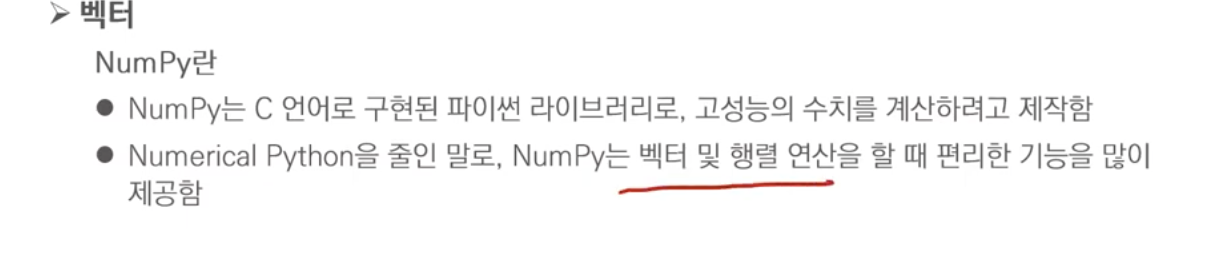 ➤ 벡터
NumPy란
● NumPy는 C 언어로 구현된 파이썬 라이브러리로, 고성능의 수치를 계산하려고 제작함
● Numerical Python을 줄인 말로, NumPy는 벡터 및 행렬 연산을 할 때 편리한 기능을 많이
제공함